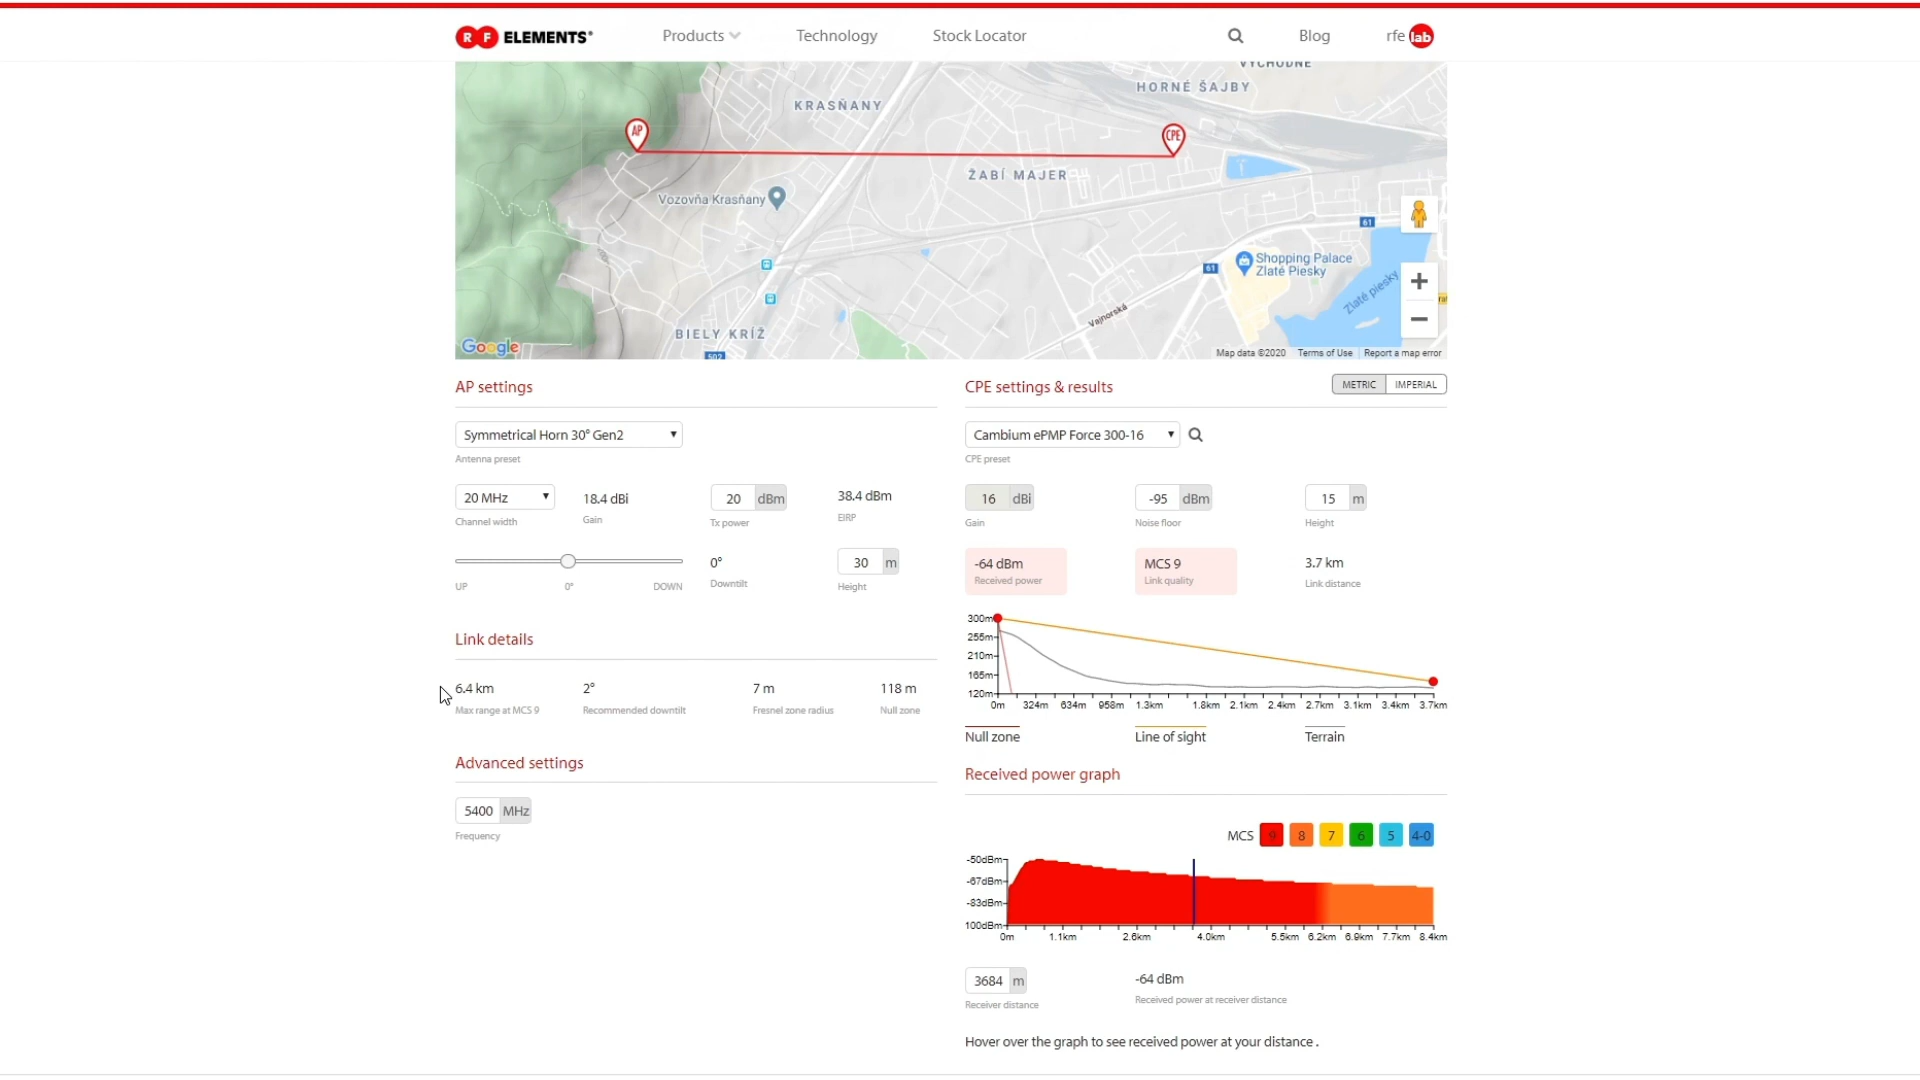 RF ELEMENTS®
Products
Technology
Stock Locator
Blog
rfe lab
VÝCHODNÉ
HORNÉ ŠAJBY
KRASŇANY
AP
CPE
ŽABÍ MAJER
Vozovňa Krasňany
61
61
Shopping Palace
Zlaté Piesky
Zlaté piesky
Vajnorská
BIELY KRÍŽ
502
Google
Map data ©2020
Terms of Use
Report a map error
AP settings
Symmetrical Horn 30° Gen2
Antenna preset
20 MHz
Channel width
18.4 dBi
Gain
20 dBm
Tx power
38.4 dBm
EIRP
UP
0°
DOWN
0°
Downtilt
30 m
Height
Link details
6.4 km
Max range at MCS 9
2°
Recommended downtilt
7 m
Fresnel zone radius
118 m
Null zone
Advanced settings
5400 MHz
Frequency
CPE settings & results
METRIC
IMPERIAL
Cambium ePMP Force 300-16
CPE preset
16 dBi
Gain
-95 dBm
Noise floor
15 m
Height
-64 dBm
Received power
MCS 9
Link quality
3.7 km
Link distance
300m
255m
210m
165m
120m
0m 324m 634m 958m 1.3km 1.8km 2.1km 2.4km 2.7km 3.1km 3.4km 3.7km
Null zone
Line of sight
Terrain
Received power graph
MCS 9 8 7 6 5 4-0
-50dBm
-67dBm
-83dBm
100dBm
0m 1.1km 2.6km 4.0km 5.5km 6.2km 6.9km 7.7km 8.4km
3684 m
Receiver distance
-64 dBm
Received power at receiver distance
Hover over the graph to see received power at your distance .